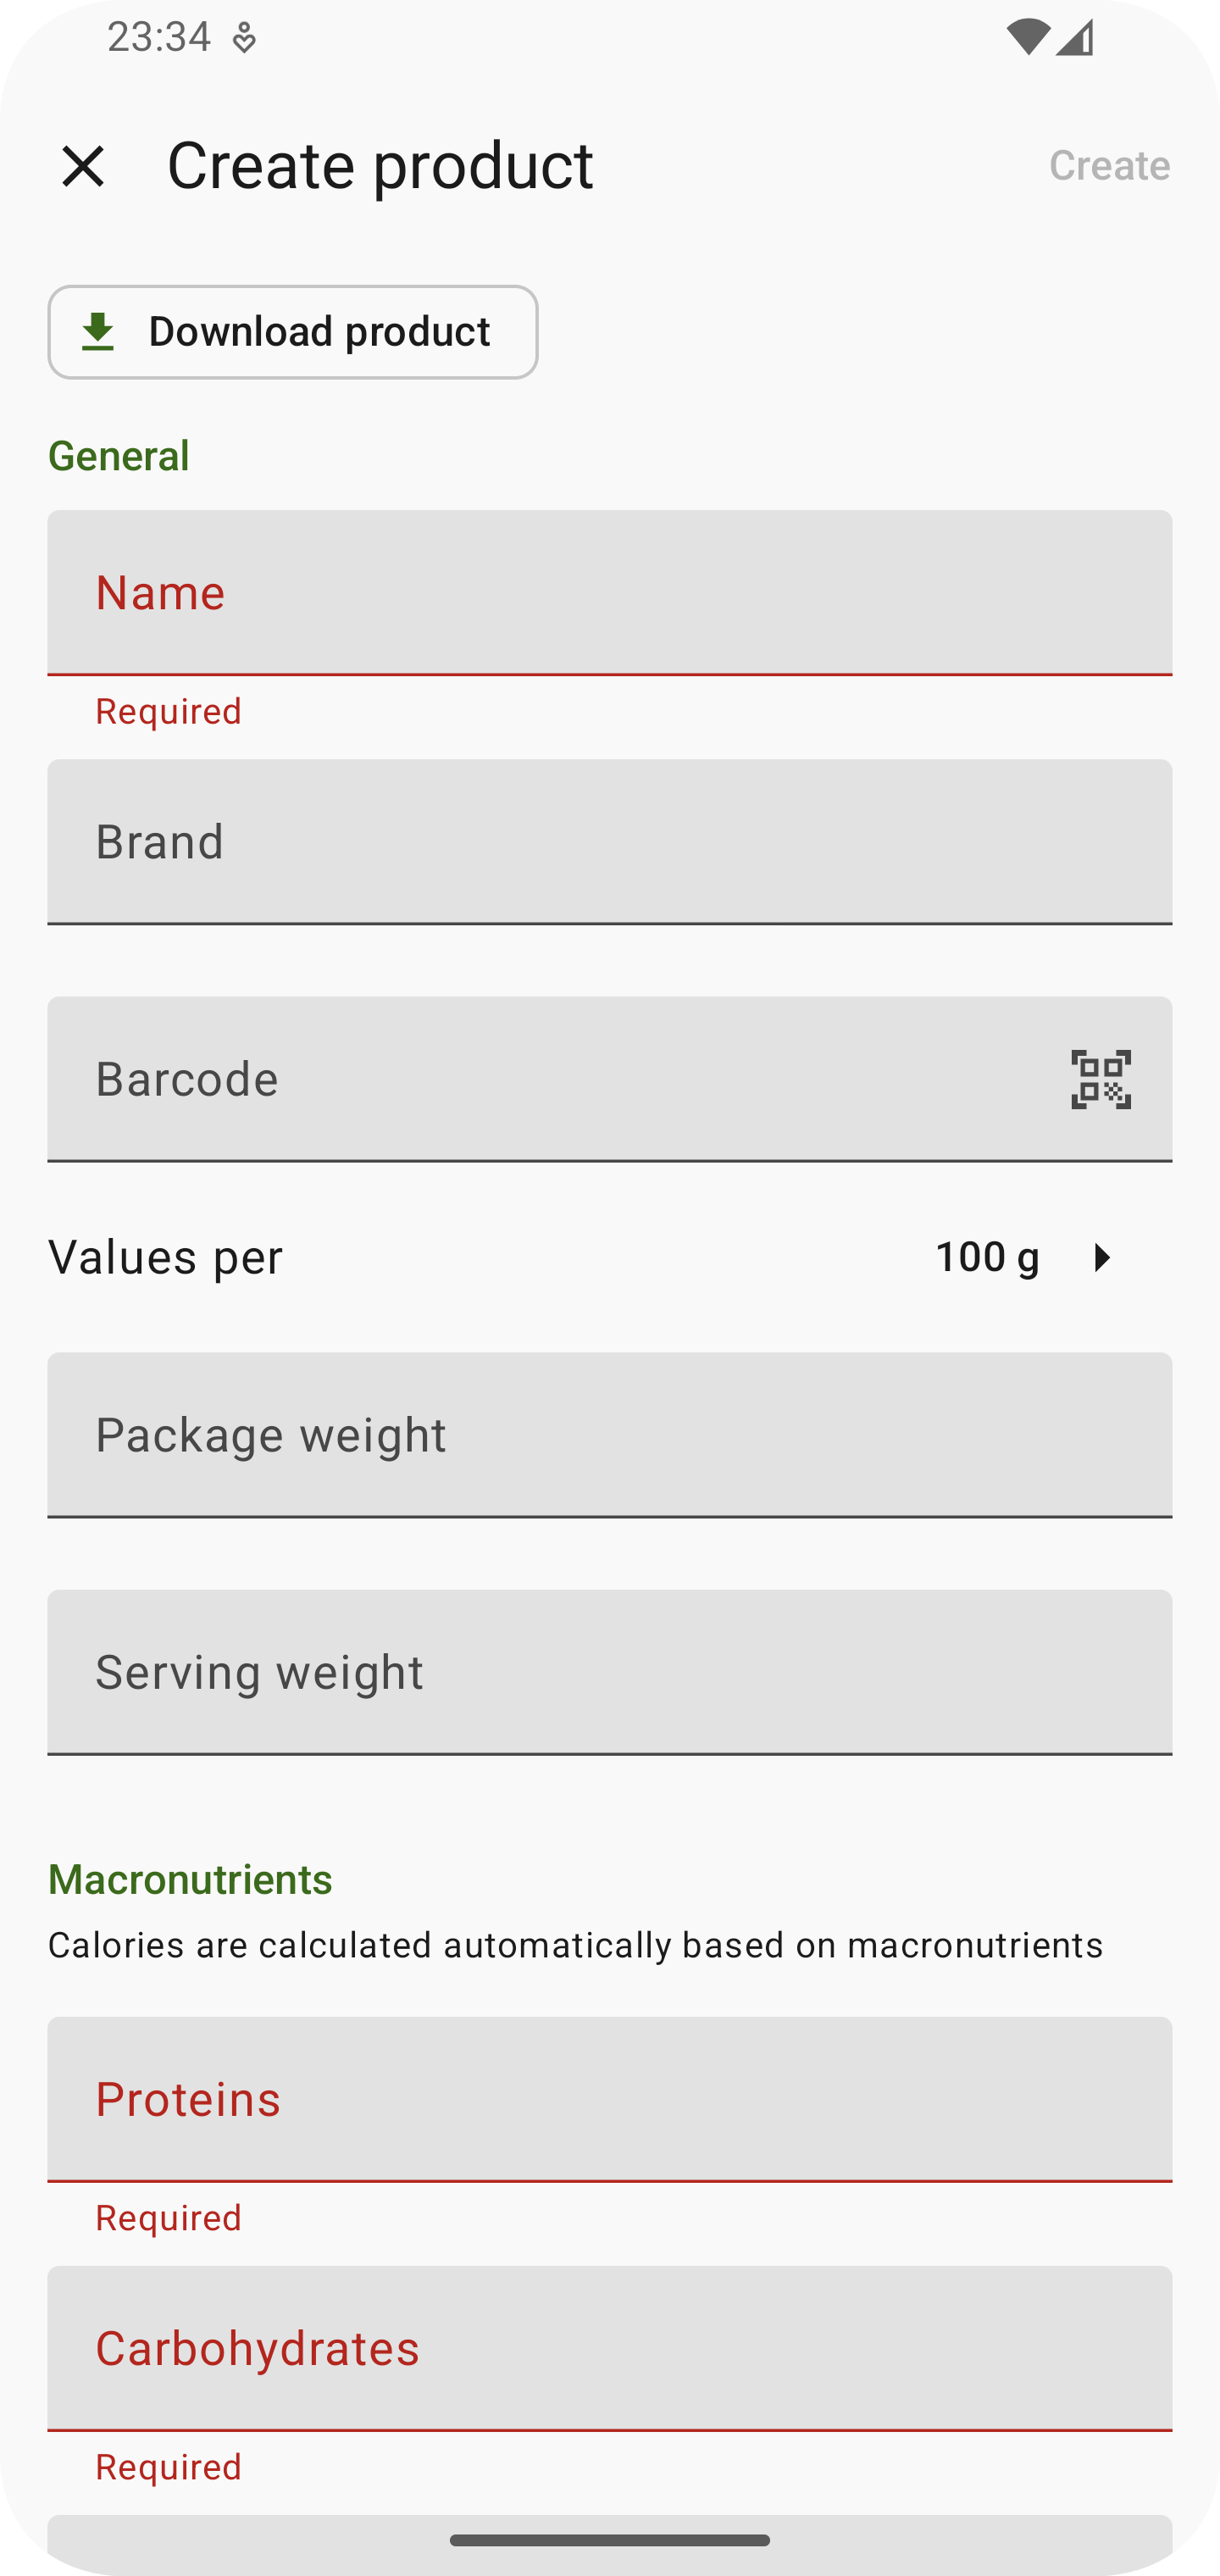 23:34
Create product
Create
Download product
General
Name
Required
Brand
Barcode
Values per
100 g
Package weight
Serving weight
Macronutrients
Calories are calculated automatically based on macronutrients
Proteins
Required
Carbohydrates
Required